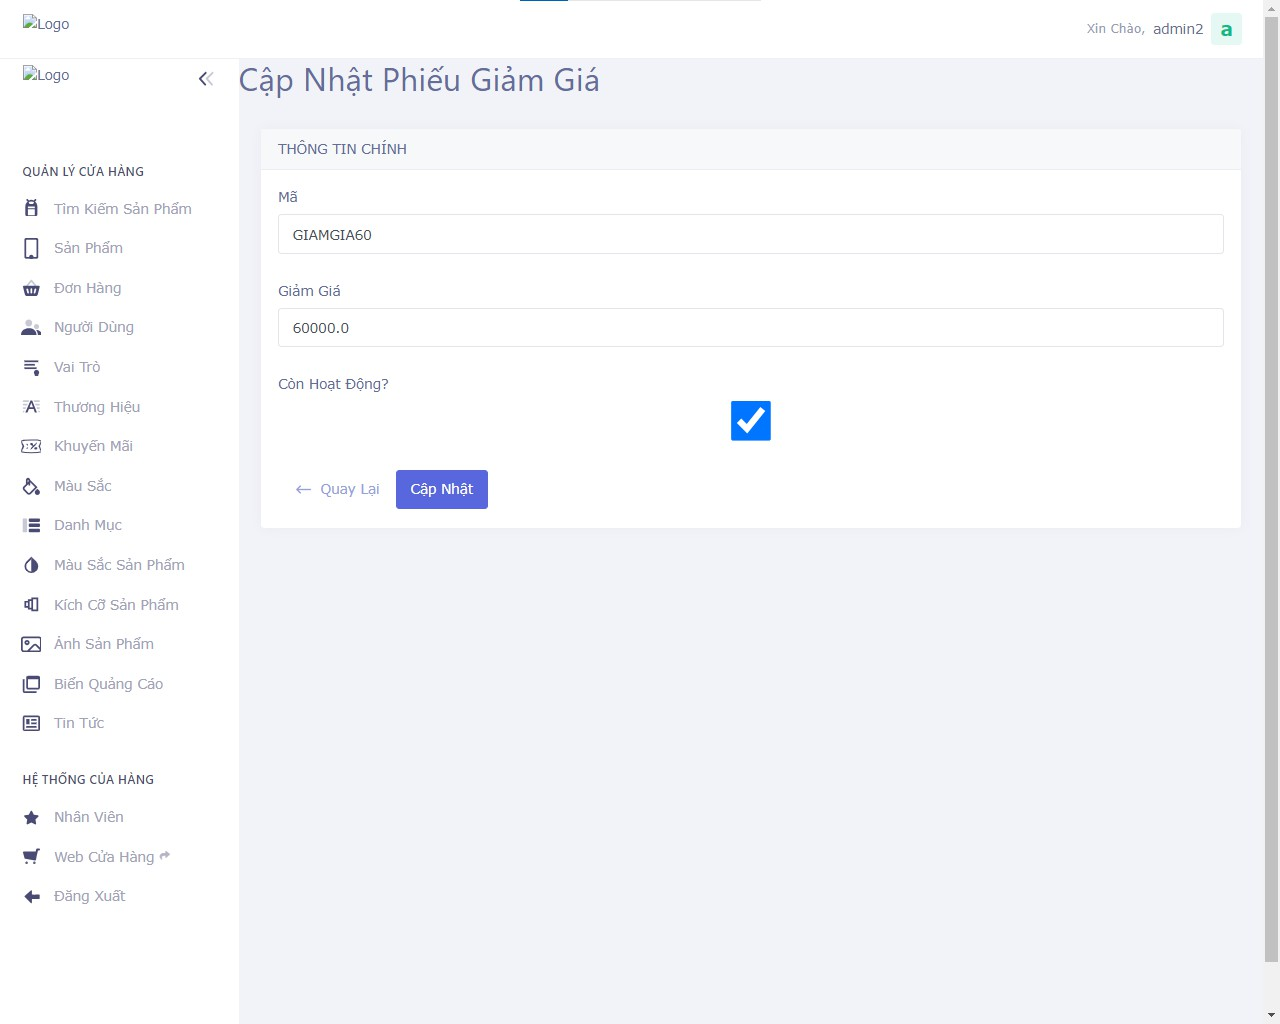 Logo
Xin Chào, admin2 a
Logo
Cập Nhật Phiếu Giảm Giá
THÔNG TIN CHÍNH
Mã
GIAMGIA60
Giảm Giá
60000.0
Còn Hoạt Động?
← Quay Lại
Cập Nhật
QUẢN LÝ CỬA HÀNG
Tìm Kiếm Sản Phẩm
Sản Phẩm
Đơn Hàng
Người Dùng
Vai Trò
Thương Hiệu
Khuyến Mãi
Màu Sắc
Danh Mục
Màu Sắc Sản Phẩm
Kích Cỡ Sản Phẩm
Ảnh Sản Phẩm
Biển Quảng Cáo
Tin Tức
HỆ THỐNG CỦA HÀNG
Nhân Viên
Web Cửa Hàng
Đăng Xuất